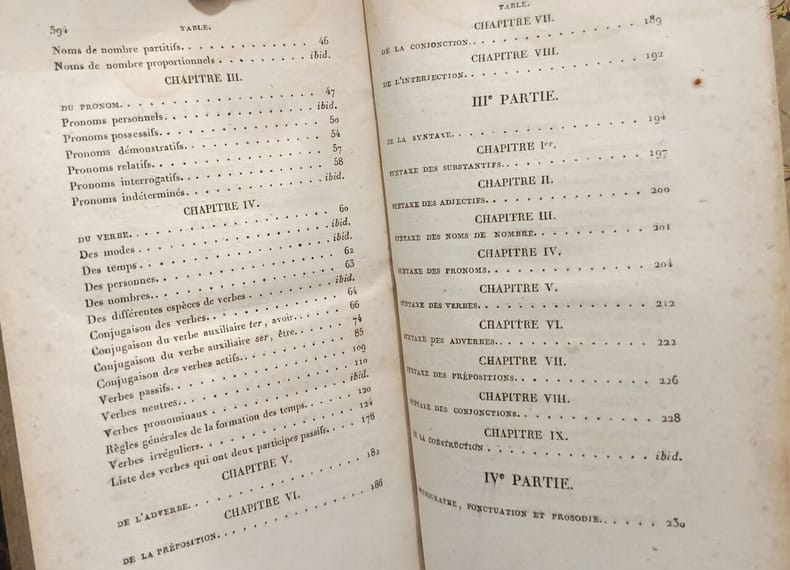 394 TABLE.
Noms de nombre partitifs. . . . . . . . . . 46
Noms de nombre proportionnels . . . . . . . . ibid.
CHAPITRE III.
DU PRONOM. . . . . . . . . . . . . . 47
Pronoms personnels. . . . . . . . . . . ibid.
Pronoms possessifs. . . . . . . . . . . 50
Pronoms démonstratifs. . . . . . . . . . 54
Pronoms relatifs. . . . . . . . . . . . 57
Pronoms interrogatifs. . . . . . . . . . 58
Pronoms indéterminés. . . . . . . . . . ibid.
CHAPITRE IV.
DU VERBE. . . . . . . . . . . . . . 60
Des modes . . . . . . . . . . . . . ibid.
Des temps . . . . . . . . . . . . . ibid.
Des personnes. . . . . . . . . . . . 62
Des nombres. . . . . . . . . . . . . 63
Des différentes espèces de verbes . . . . . . ibid.
Conjugaison des verbes. . . . . . . . . . 64
Conjugaison du verbe auxiliaire ter, avoir. . . . . 66
Conjugaison du verbe auxiliaire ser, être. . . . . 74
Conjugaison des verbes actifs. . . . . . . . 85
Verbes passifs. . . . . . . . . . . . 109
Verbes neutres. . . . . . . . . . . . 110
Verbes pronominaux . . . . . . . . . . ibid.
Règles générales de la formation des temps. . . . . 120
Verbes irréguliers. . . . . . . . . . . 124
Liste des verbes qui ont deux participes passifs. . . . 178
CHAPITRE V.
DE L'ADVERBE. . . . . . . . . . . . . 182
CHAPITRE VI.
DE LA PRÉPOSITION. . . . . . . . . . . 186
TABLE.
CHAPITRE VII.
DE LA CONJONCTION. . . . . . . . . . . 189
CHAPITRE VIII.
DE L'INTERJECTION. . . . . . . . . . . 192
IIIe PARTIE.
DE LA SYNTAXE. . . . . . . . . . . . 194
CHAPITRE Ier.
SYNTAXE DES SUBSTANTIFS. . . . . . . . . 197
CHAPITRE II.
SYNTAXE DES ADJECTIFS. . . . . . . . . . 200
CHAPITRE III.
SYNTAXE DES NOMS DE NOMBRE. . . . . . . . 201
CHAPITRE IV.
SYNTAXE DES PRONOMS. . . . . . . . . . 204
CHAPITRE V.
SYNTAXE DES VERBES. . . . . . . . . . . 212
CHAPITRE VI.
SYNTAXE DES ADVERBES. . . . . . . . . . 222
CHAPITRE VII.
SYNTAXE DES PRÉPOSITIONS. . . . . . . . . 226
CHAPITRE VIII.
SYNTAXE DES CONJONCTIONS. . . . . . . . . 228
CHAPITRE IX.
DE LA CONSTRUCTION . . . . . . . . . . ibid.
IVe PARTIE.
ORTHOGRAPHE, PONCTUATION ET PROSODIE. . . . . . 230